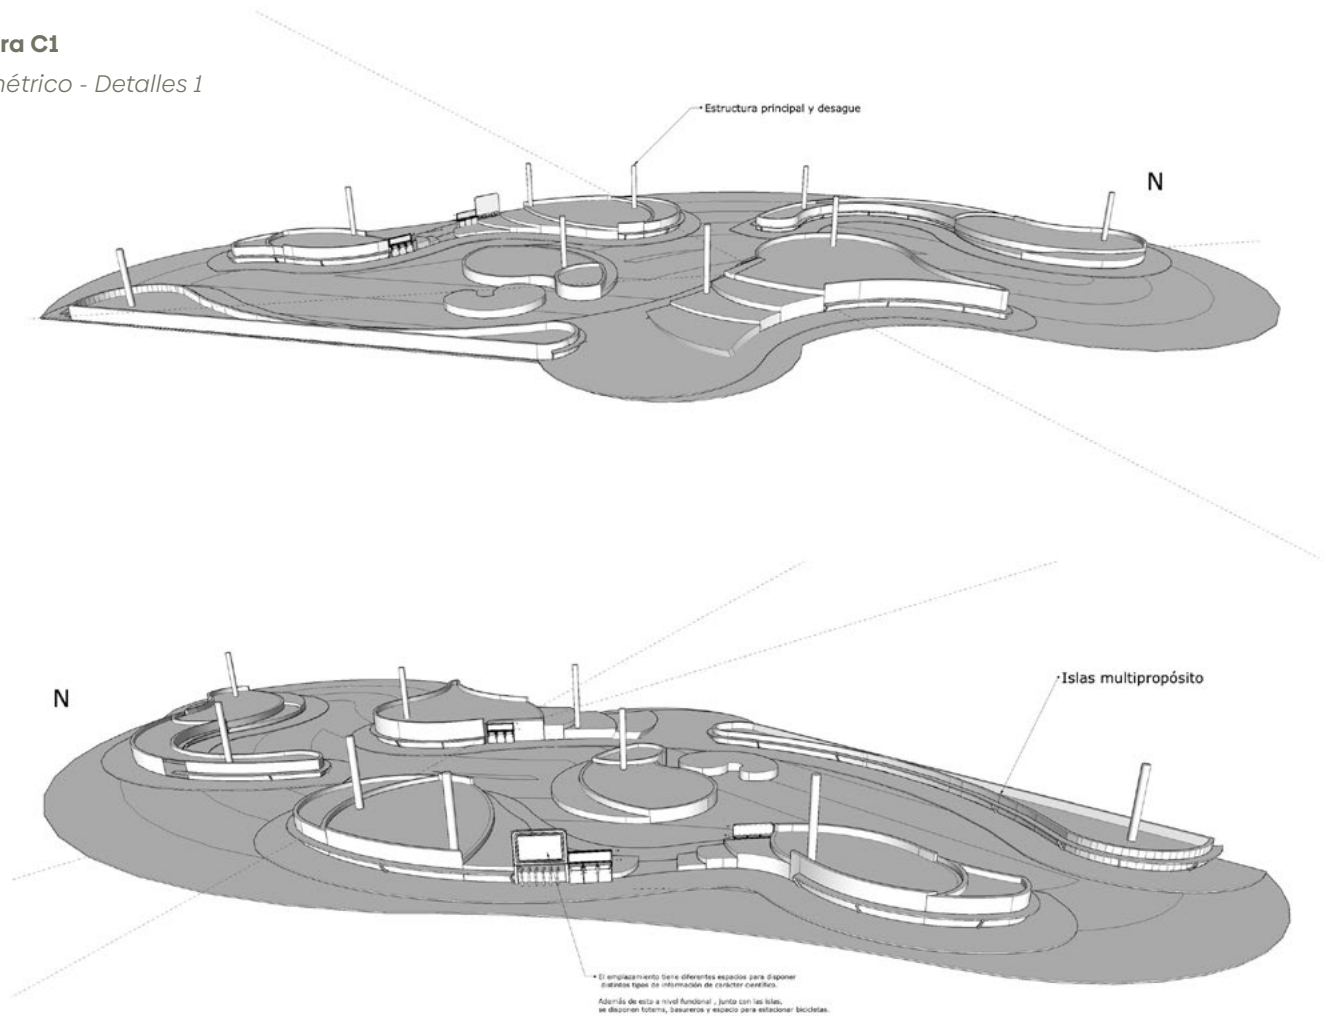 ra C1
étrico - Detalles 1
Estructura principal y desague
N
N
Islas multipropósito
El emplazamiento tiene diferentes espacios para disponer
distintos tipos de información de carácter científico.
Además de esto a nivel funcional , junto con las islas,
se disponen totems, basureros y espacio para estacionar bicicletas.